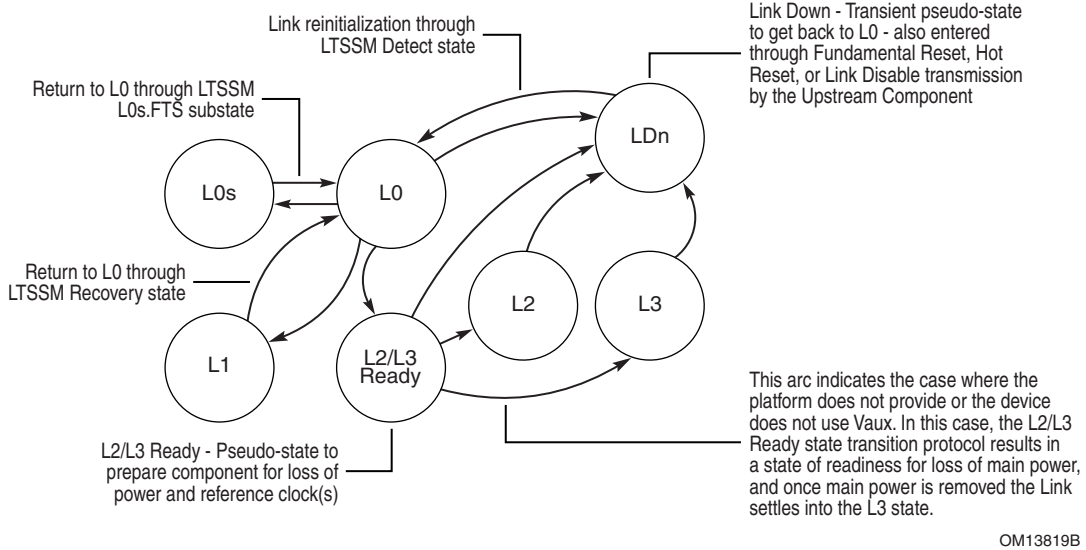 Link reinitialization through
LTSSM Detect state
Link Down - Transient pseudo-state
to get back to L0 - also entered
through Fundamental Reset, Hot
Reset, or Link Disable transmission
by the Upstream Component
Return to L0 through LTSSM
L0s.FTS substate
LDn
L0s
L0
Return to L0 through
LTSSM Recovery state
L2
L3
L1
L2/L3
Ready
This arc indicates the case where the
platform does not provide or the device
does not use Vaux. In this case, the L2/L3
Ready state transition protocol results in
a state of readiness for loss of main power,
and once main power is removed the Link
settles into the L3 state.
L2/L3 Ready - Pseudo-state to
prepare component for loss of
power and reference clock(s)
OM13819B